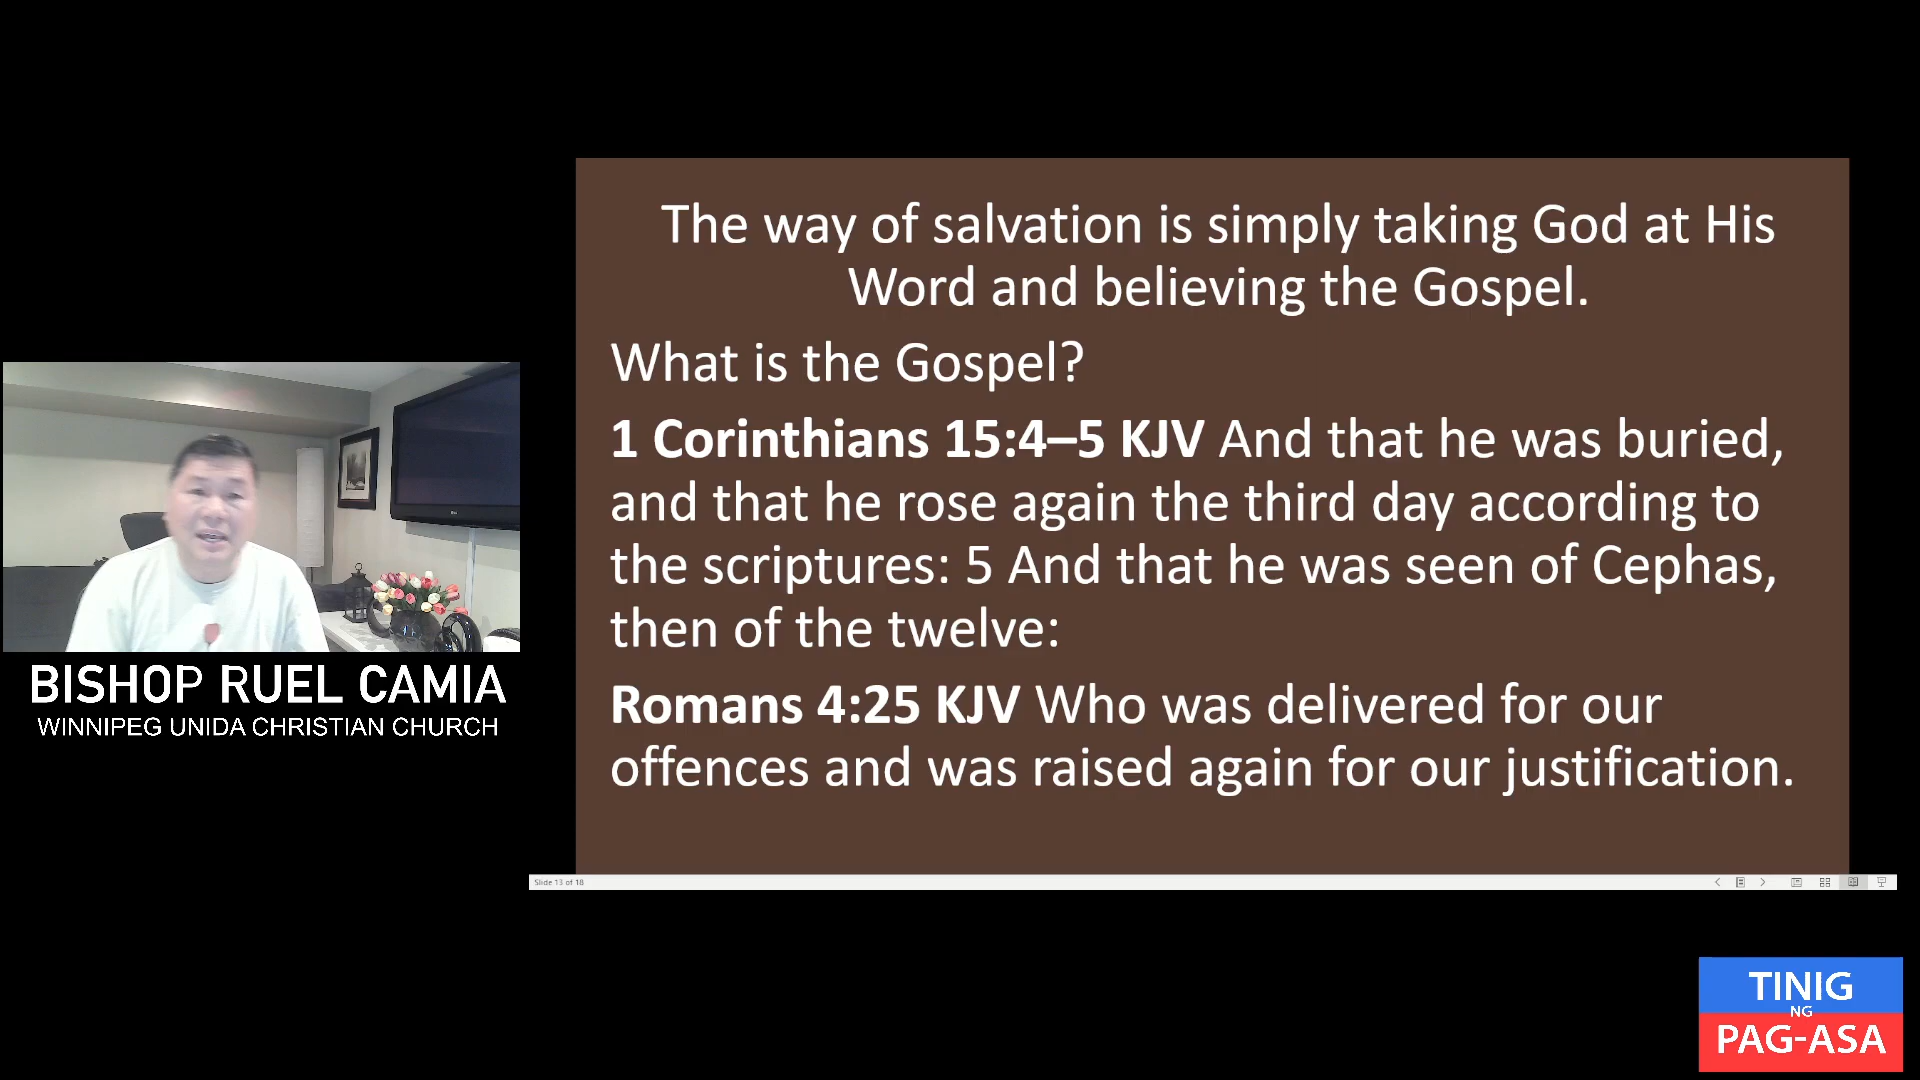 The way of salvation is simply taking God at His
Word and believing the Gospel.
What is the Gospel?
1 Corinthians 15:4–5 KJV And that he was buried,
and that he rose again the third day according to
the scriptures: 5 And that he was seen of Cephas,
then of the twelve:
Romans 4:25 KJV Who was delivered for our
offences and was raised again for our justification.
BISHOP RUEL CAMIA
WINNIPEG UNIDA CHRISTIAN CHURCH
Slide 13 of 18
TINIG
NG
PAG-ASA